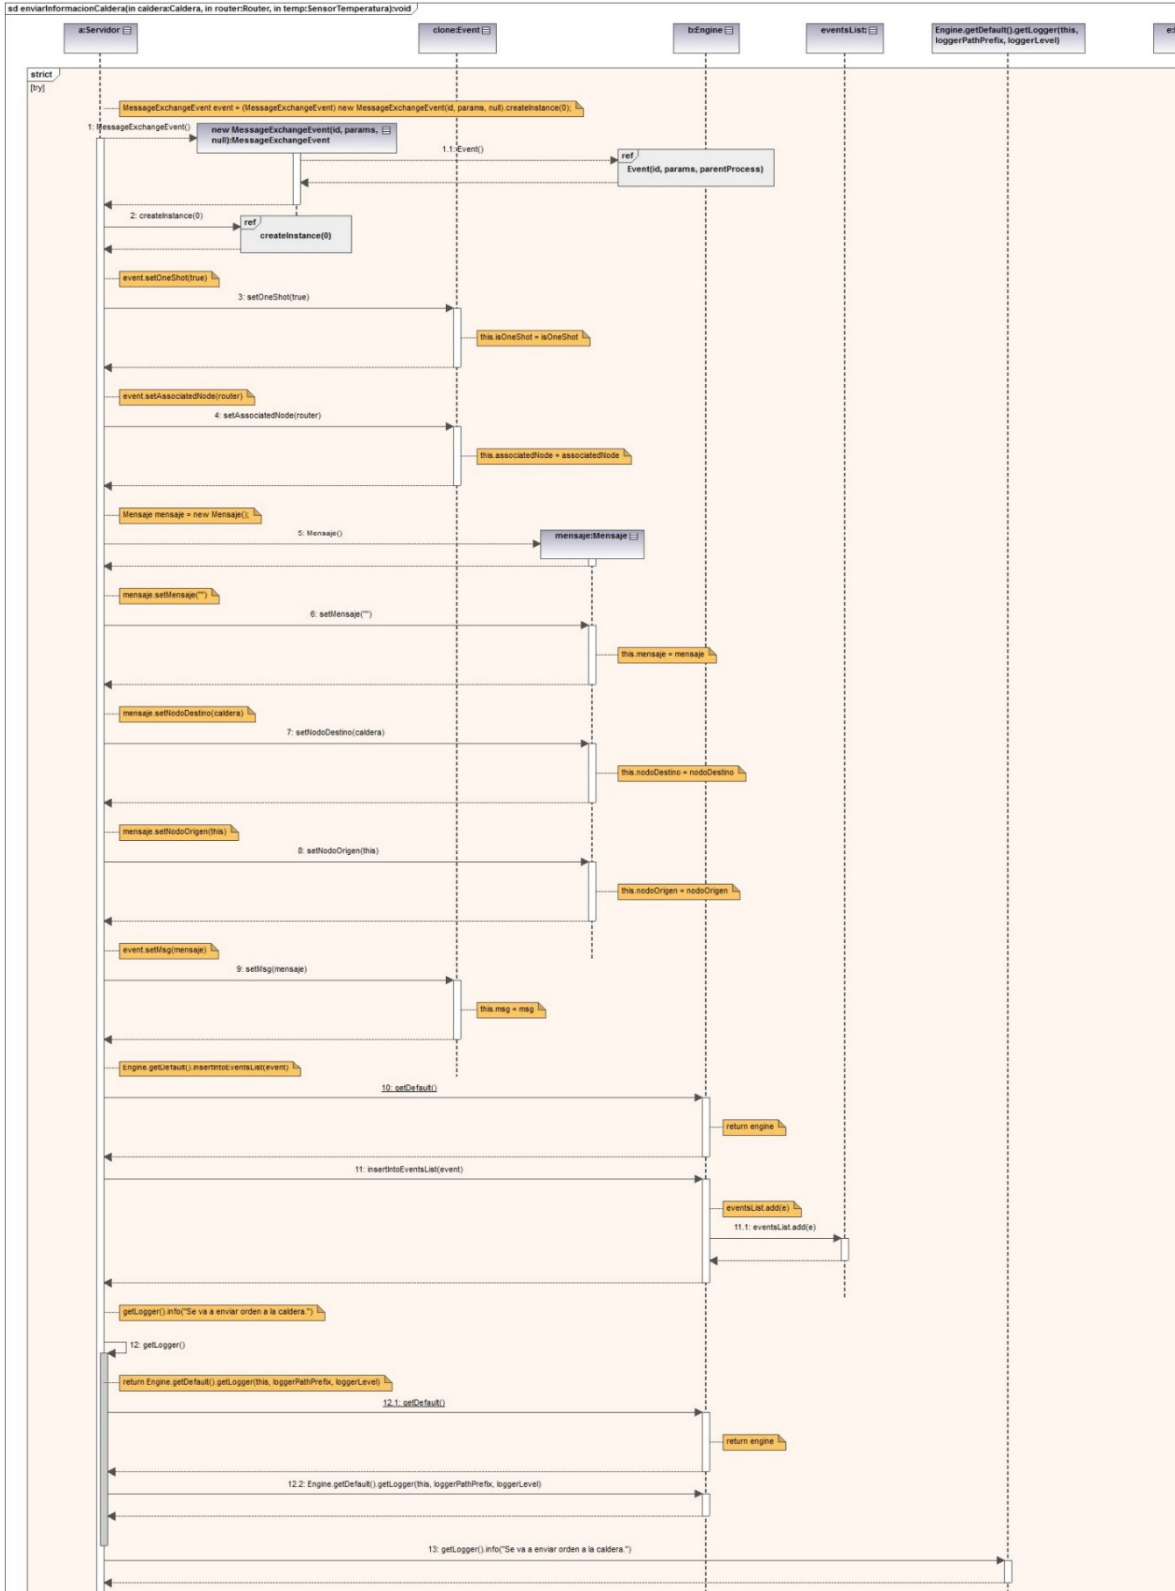 sd enviarInformacionCaldera(in caldera:Caldera, in router:Router, in temp:SensorTemperatura):void
a:Servidor
clone:Event
b:Engine
eventsList:
Engine.getDefault().getLogger(this,
loggerPathPrefix, loggerLevel)
strict
[try]
MessageExchangeEvent event = (MessageExchangeEvent) new MessageExchangeEvent(id, params, null).createInstance(0);
1: MessageExchangeEvent()
new MessageExchangeEvent(id, params,
null):MessageExchangeEvent
1.1: Event()
ref
Event(id, params, parentProcess)
2: createInstance(0)
ref
createInstance(0)
event.setOneShot(true)
3: setOneShot(true)
this.isOneShot = isOneShot
event.setAssociatedNode(router)
4: setAssociatedNode(router)
this.associatedNode = associatedNode
Mensaje mensaje = new Mensaje();
5: Mensaje()
mensaje:Mensaje
mensaje.setMensaje("")
6: setMensaje("")
this.mensaje = mensaje
mensaje.setNodoDestino(caldera)
7: setNodoDestino(caldera)
this.nodoDestino = nodoDestino
mensaje.setNodoOrigen(this)
8: setNodoOrigen(this)
this.nodoOrigen = nodoOrigen
event.setMsg(mensaje)
9: setMsg(mensaje)
this.msg = msg
Engine.getDefault().insertIntoEventsList(event)
10: getDefault()
return engine
11: insertIntoEventsList(event)
eventsList.add(e)
11.1: eventsList.add(e)
getLogger().info("Se va a enviar orden a la caldera.")
12: getLogger()
return Engine.getDefault().getLogger(this, loggerPathPrefix, loggerLevel)
12.1: getDefault()
return engine
12.2: Engine.getDefault().getLogger(this, loggerPathPrefix, loggerLevel)
13: getLogger().info("Se va a enviar orden a la caldera.")